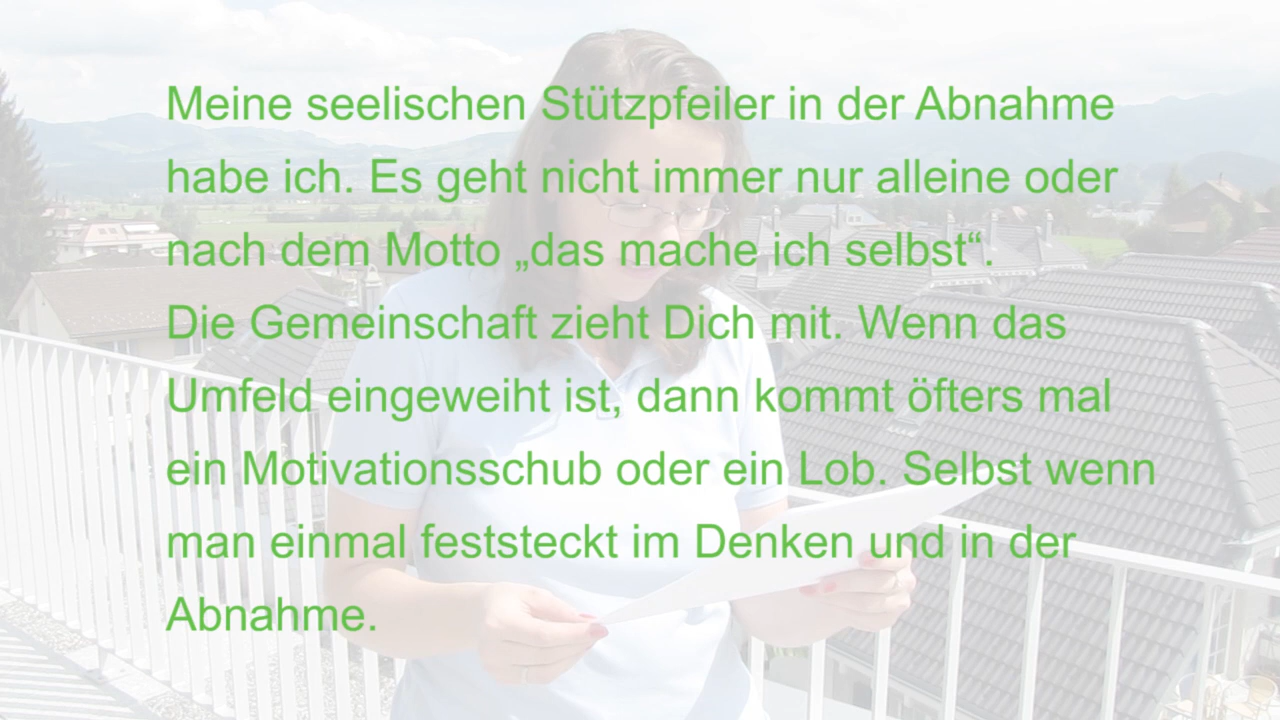 Meine seelischen Stützpfeiler in der Abnahme
habe ich. Es geht nicht immer nur alleine oder
nach dem Motto „das mache ich selbst“.
Die Gemeinschaft zieht Dich mit. Wenn das
Umfeld eingeweiht ist, dann kommt öfters mal
ein Motivationsschub oder ein Lob. Selbst wenn
man einmal feststeckt im Denken und in der
Abnahme.